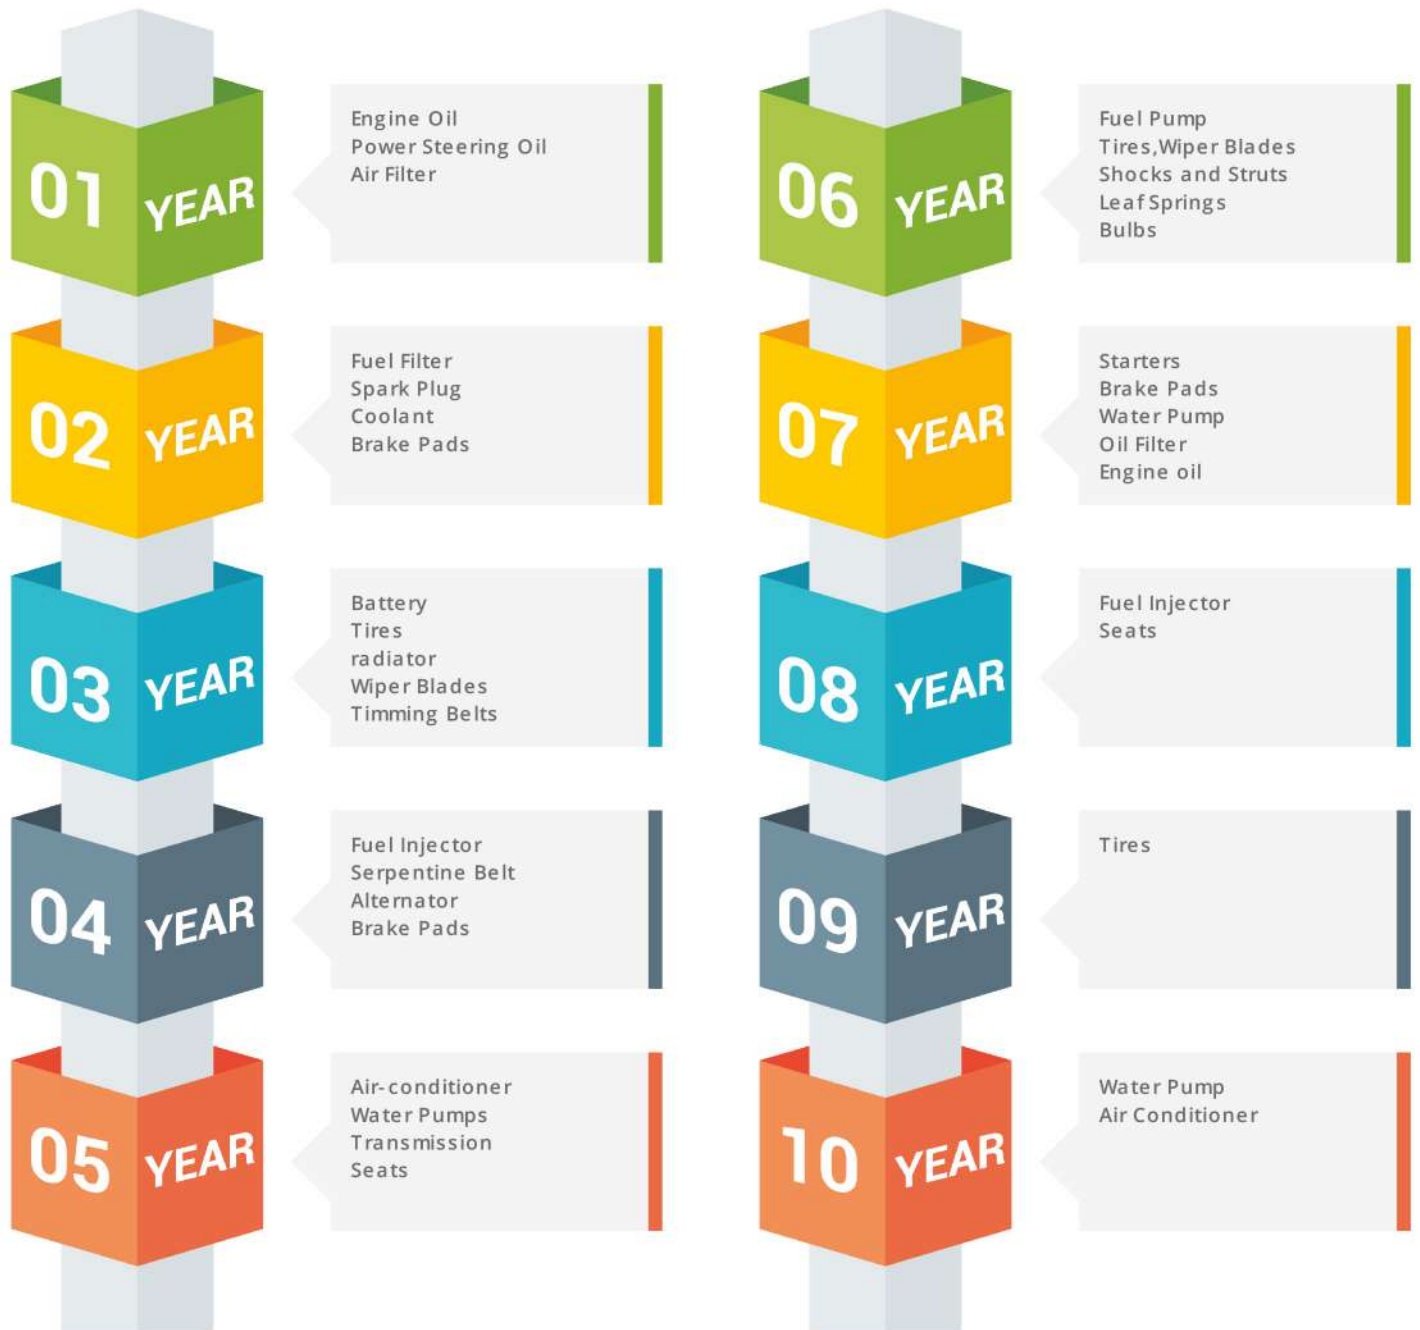 01 YEAR
Engine Oil
Power Steering Oil
Air Filter
02 YEAR
Fuel Filter
Spark Plug
Coolant
Brake Pads
03 YEAR
Battery
Tires
radiator
Wiper Blades
Timming Belts
04 YEAR
Fuel Injector
Serpentine Belt
Alternator
Brake Pads
05 YEAR
Air-conditioner
Water Pumps
Transmission
Seats
06 YEAR
Fuel Pump
Tires,Wiper Blades
Shocks and Struts
Leaf Springs
Bulbs
07 YEAR
Starters
Brake Pads
Water Pump
Oil Filter
Engine oil
08 YEAR
Fuel Injector
Seats
09 YEAR
Tires
10 YEAR
Water Pump
Air Conditioner